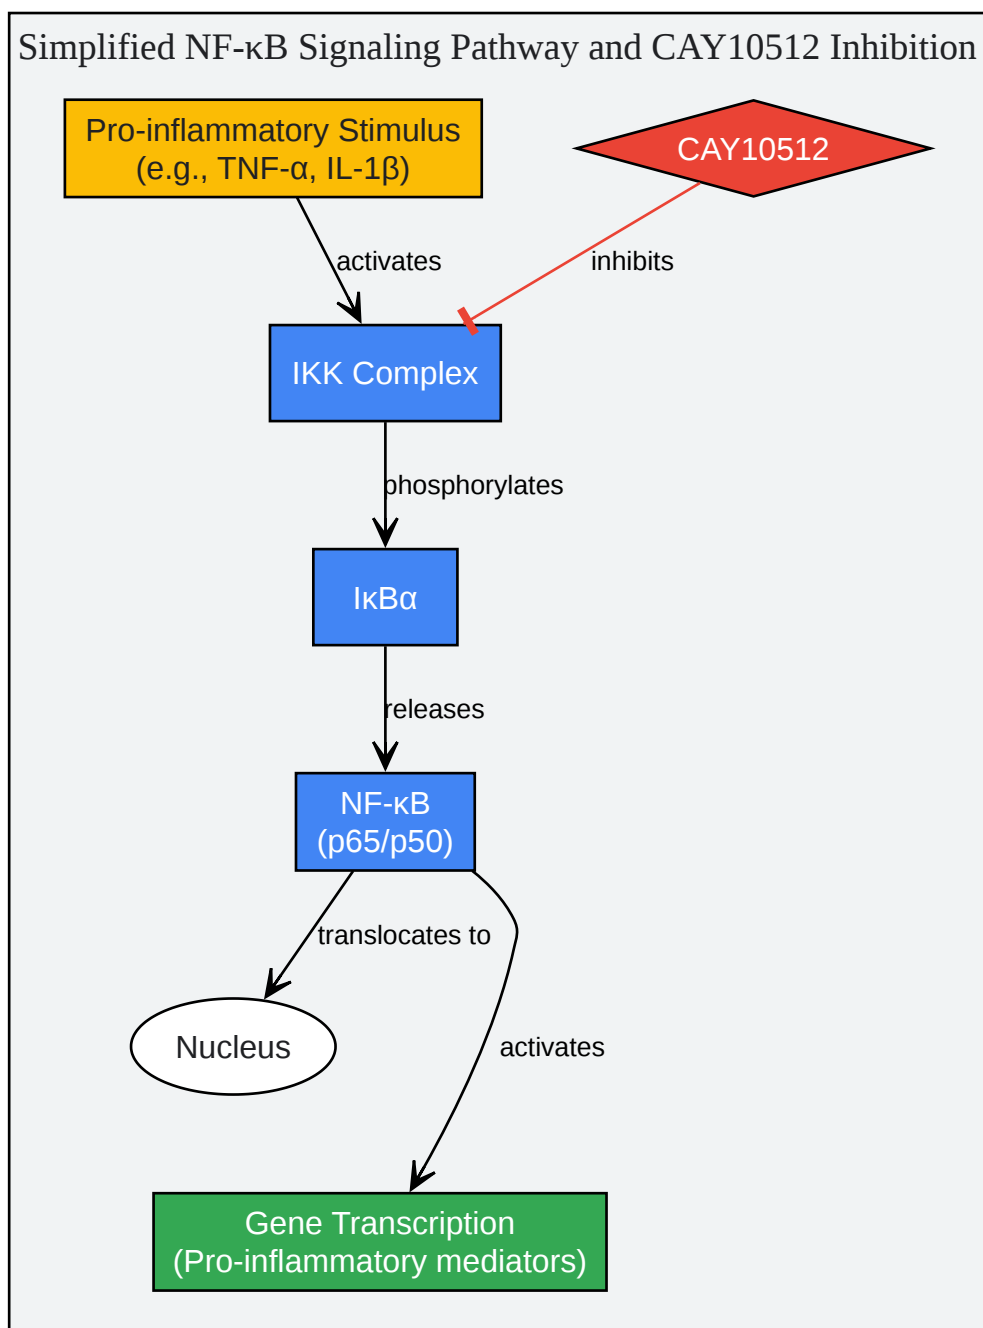 Simplified NF-κB Signaling Pathway and CAY10512 Inhibition
Pro-inflammatory Stimulus
(e.g., TNF-α, IL-1β)
CAY10512
activates
inhibits
IKK Complex
phosphorylates
IκBα
releases
NF-κB
(p65/p50)
translocates to
Nucleus
activates
Gene Transcription
(Pro-inflammatory mediators)